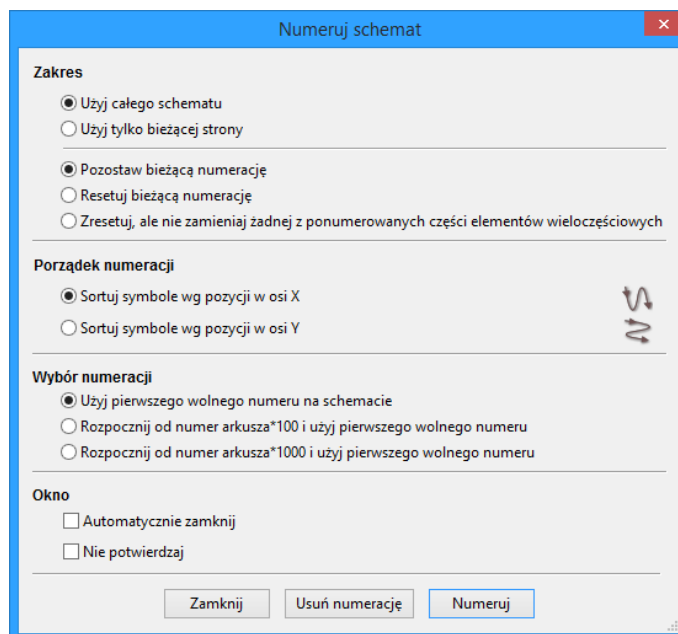 Numeruj schemat
Zakres
Użyj całego schematu
Użyj tylko bieżącej strony
Pozostaw bieżącą numerację
Resetuj bieżącą numerację
Zresetuj, ale nie zamieniaj żadnej z ponumerowanych części elementów wieloczęściowych
Porządek numeracji
Sortuj symbole wg pozycji w osi X
Sortuj symbole wg pozycji w osi Y
Wybór numeracji
Użyj pierwszego wolnego numeru na schemacie
Rozpocznij od numer arkusza*100 i użyj pierwszego wolnego numeru
Rozpocznij od numer arkusza*1000 i użyj pierwszego wolnego numeru
Okno
Automatycznie zamknij
Nie potwierdzaj
Zamknij Usuń numerację Numeruj